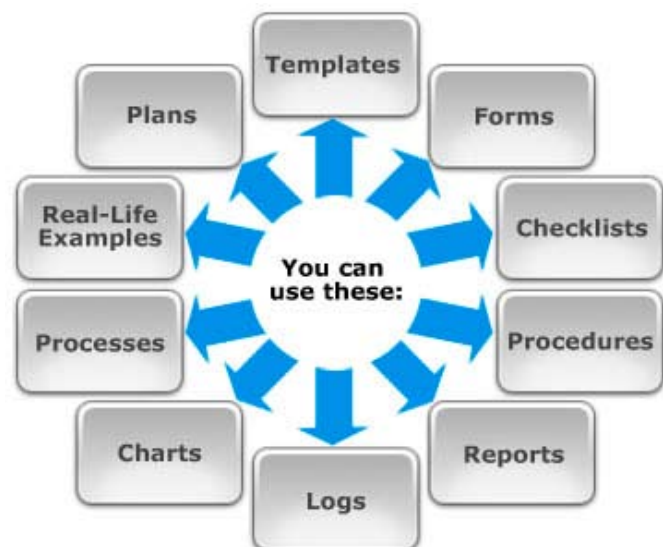 Templates
Forms
Checklists
Procedures
Reports
Logs
Charts
Processes
Real-Life
Examples
Plans
You can
use these: